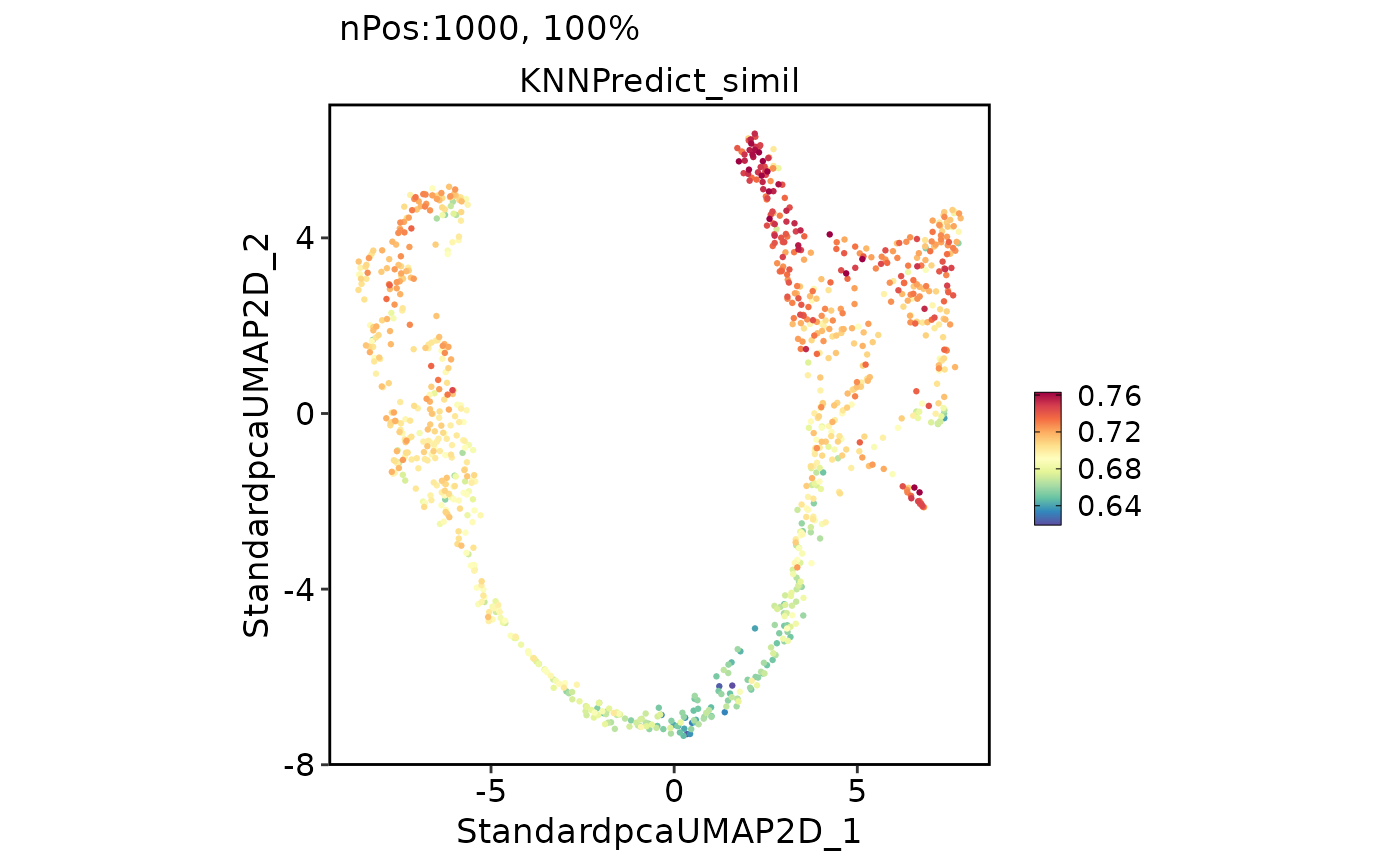 nPos:1000, 100%
KNNPredict_simil
StandardpcaUMAP2D_2
4
0
-4
-8
-5
0
5
StandardpcaUMAP2D_1
0.76
0.72
0.68
0.64